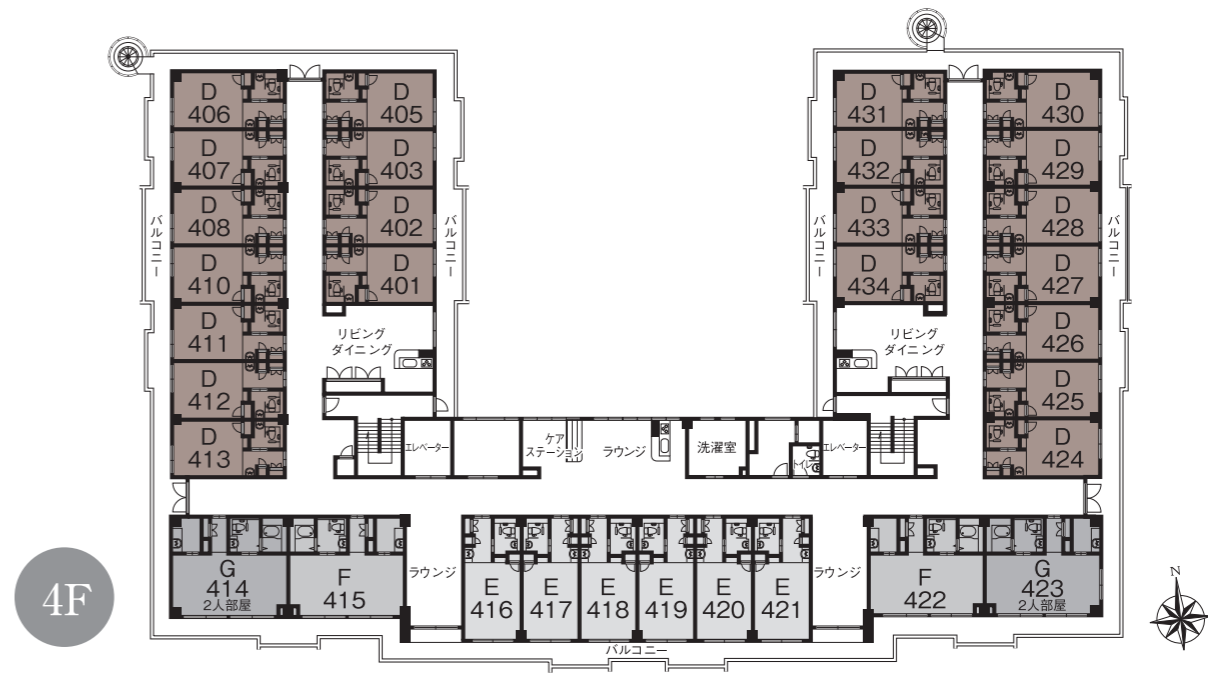 D
406
D
405
D
431
D
430
D
407
D
403
D
432
D
429
D
408
D
402
D
433
D
428
バルコニー
バルコニー
バルコニー
バルコニー
D
410
D
401
D
434
D
427
D
411
リビング
ダイニング
リビング
ダイニング
D
426
D
412
D
425
D
413
エレベーター
ケア
ステーション
ラウンジ
洗濯室
トイレ
エレベーター
D
424
G
414
2人部屋
F
415
ラウンジ
E
416
E
417
E
418
E
419
E
420
E
421
ラウンジ
F
422
G
423
2人部屋
バルコニー
4F
N